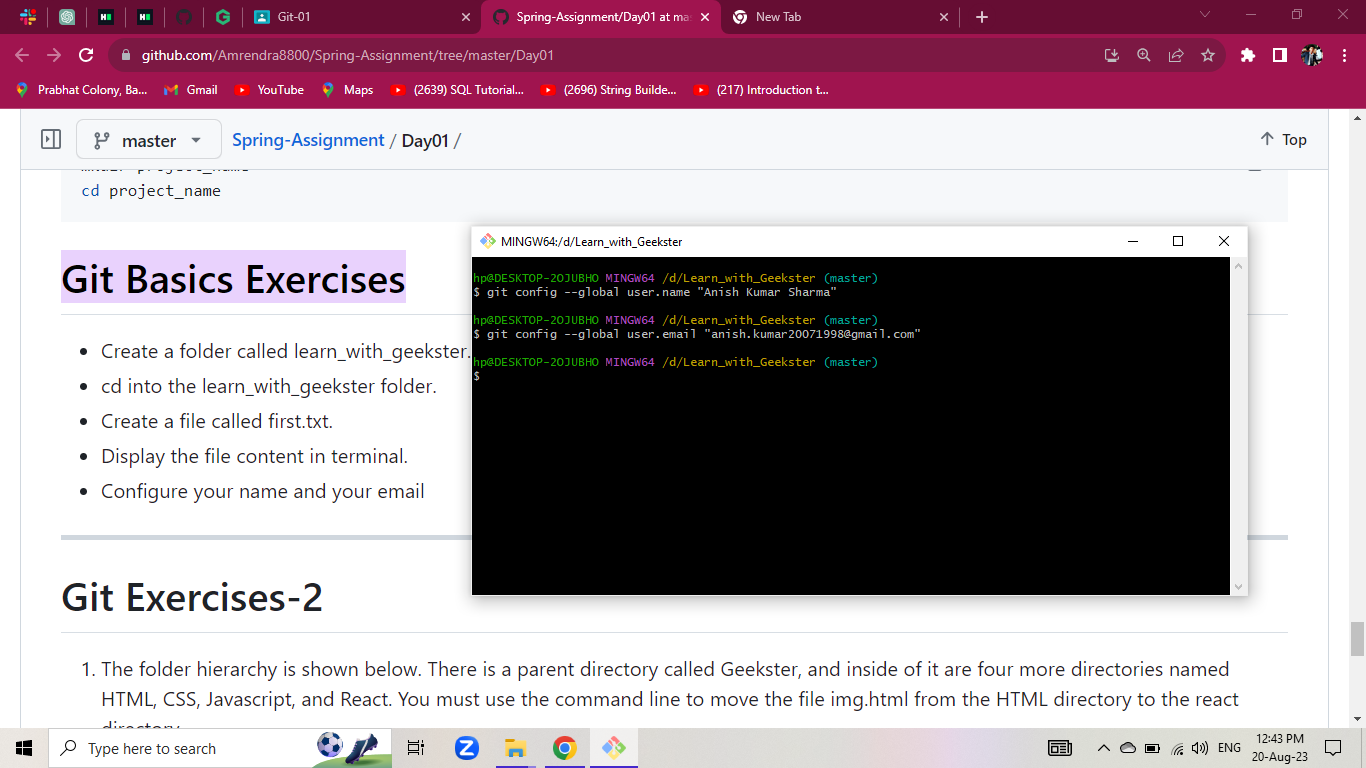 Git-01
Spring-Assignment/Day01 at ma
New Tab
github.com/Amrendra8800/Spring-Assignment/tree/master/Day01
Prabhat Colony, Ba...
Gmail
YouTube
Maps
(2639) SQL Tutorial...
(2696) String Builde...
(217) Introduction t...
master
Spring-Assignment / Day01 /
Top
mkdir project_name
cd project_name
Git Basics Exercises
Create a folder called learn_with_geekster.
cd into the learn_with_geekster folder.
Create a file called first.txt.
Display the file content in terminal.
Configure your name and your email
MINGW64:/d/Learn_with_Geekster
hp@DESKTOP-2OJUBHO MINGW64 /d/Learn_with_Geekster (master)
$ git config --global user.name "Anish Kumar Sharma"
hp@DESKTOP-2OJUBHO MINGW64 /d/Learn_with_Geekster (master)
$ git config --global user.email "anish.kumar20071998@gmail.com"
hp@DESKTOP-2OJUBHO MINGW64 /d/Learn_with_Geekster (master)
$
Git Exercises-2
1. The folder hierarchy is shown below. There is a parent directory called Geekster, and inside of it are four more directories named
HTML, CSS, Javascript, and React. You must use the command line to move the file img.html from the HTML directory to the react
directory
Type here to search
ENG
12:43 PM
20-Aug-23